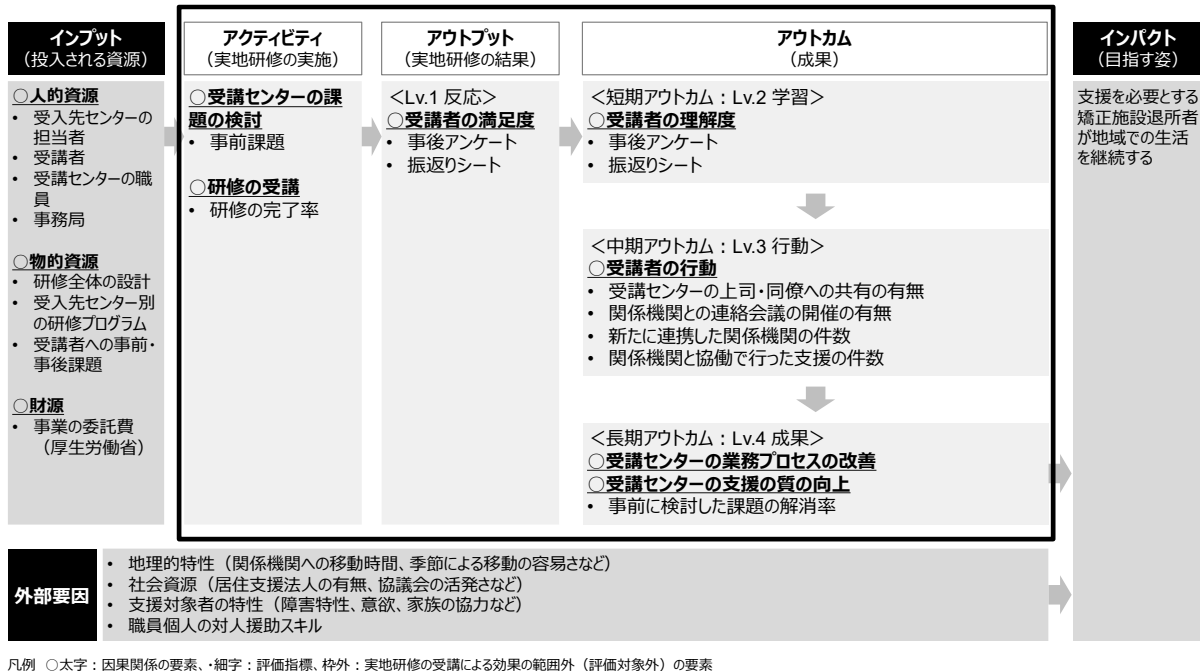 インプット
（投入される資源）
○人的資源
• 受入先センターの
担当者
• 受講者
• 受講センターの職
員
• 事務局
○物的資源
• 研修全体の設計
• 受入先センター別
の研修プログラム
• 受講者への事前・
事後課題
○財源
• 事業の委託費
（厚生労働省）
アクティビティ
（実地研修の実施）
○受講センターの課
題の検討
• 事前課題
○研修の受講
• 研修の完了率
アウトプット
（実地研修の結果）
＜Lv.1 反応＞
○受講者の満足度
• 事後アンケート
• 振返りシート
アウトカム
（成果）
＜短期アウトカム：Lv.2 学習＞
○受講者の理解度
• 事後アンケート
• 振返りシート
＜中期アウトカム：Lv.3 行動＞
○受講者の行動
• 受講センターの上司・同僚への共有の有無
• 関係機関との連絡会議の開催の有無
• 新たに連携した関係機関の件数
• 関係機関と協働で行った支援の件数
＜長期アウトカム：Lv.4 成果＞
○受講センターの業務プロセスの改善
○受講センターの支援の質の向上
• 事前に検討した課題の解消率
インパクト
（目指す姿）
支援を必要とする
矯正施設退所者
が地域での生活
を継続する
外部要因
• 地理的特性（関係機関への移動時間、季節による移動の容易さなど）
• 社会資源（居住支援法人の有無、協議会の活発さなど）
• 支援対象者の特性（障害特性、意欲、家族の協力など）
• 職員個人の対人援助スキル
凡例 ○太字：因果関係の要素、・細字：評価指標、枠外：実地研修の受講による効果の範囲外（評価対象外）の要素